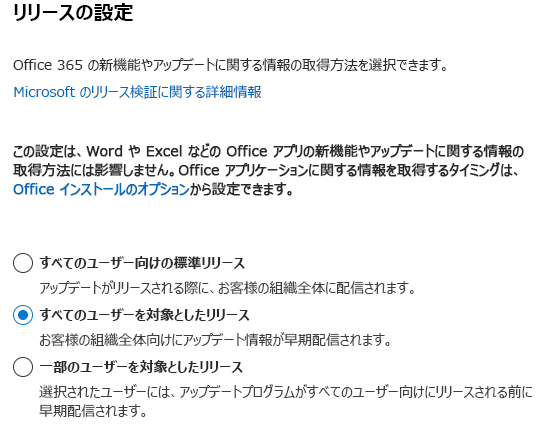 リリースの設定
Office 365 の新機能やアップデートに関する情報の取得方法を選択できます。
Microsoft のリリース検証に関する詳細情報
この設定は、Word や Excel などの Office アプリの新機能やアップデートに関する情報の
取得方法には影響しません。Office アプリケーションに関する情報を取得するタイミングは、
Office インストールのオプションから設定できます。
すべてのユーザー向けの標準リリース
アップデートがリリースされる際に、お客様の組織全体に配信されます。
すべてのユーザーを対象としたリリース
お客様の組織全体向けにアップデート情報が早期配信されます。
一部のユーザーを対象としたリリース
選択されたユーザーには、アップデートプログラムがすべてのユーザー向けにリリースされる前に
早期配信されます。